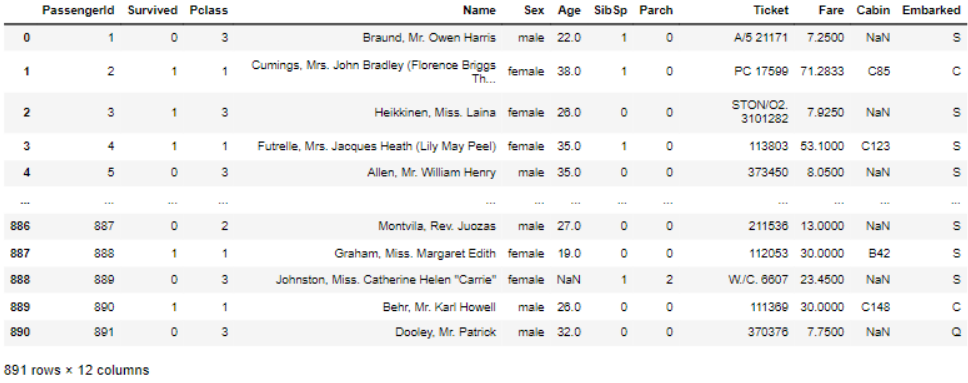 PassengerId Survived Pclass Name Sex Age SibSp Parch Ticket Fare Cabin Embarked
0 1 0 3 Braund, Mr. Owen Harris male 22.0 1 0 A/5 21171 7.2500 NaN S
1 2 1 1 Cumings, Mrs. John Bradley (Florence Briggs Th... female 38.0 1 0 PC 17599 71.2833 C85 C
2 3 1 3 Heikkinen, Miss. Laina female 26.0 0 0 STON/O2. 3101282 7.9250 NaN S
3 4 1 1 Futrelle, Mrs. Jacques Heath (Lily May Peel) female 35.0 1 0 113803 53.1000 C123 S
4 5 0 3 Allen, Mr. William Henry male 35.0 0 0 373450 8.0500 NaN S
... ... ... ... ... ... ... ... ... ... ... ... ...
886 887 0 2 Montvila, Rev. Juozas male 27.0 0 0 211536 13.0000 NaN S
887 888 1 1 Graham, Miss. Margaret Edith female 19.0 0 0 112053 30.0000 B42 S
888 889 0 3 Johnston, Miss. Catherine Helen "Carrie" female NaN 1 2 W./C. 6607 23.4500 NaN S
889 890 1 1 Behr, Mr. Karl Howell male 26.0 0 0 111369 30.0000 C148 C
890 891 0 3 Dooley, Mr. Patrick male 32.0 0 0 370376 7.7500 NaN Q
891 rows × 12 columns